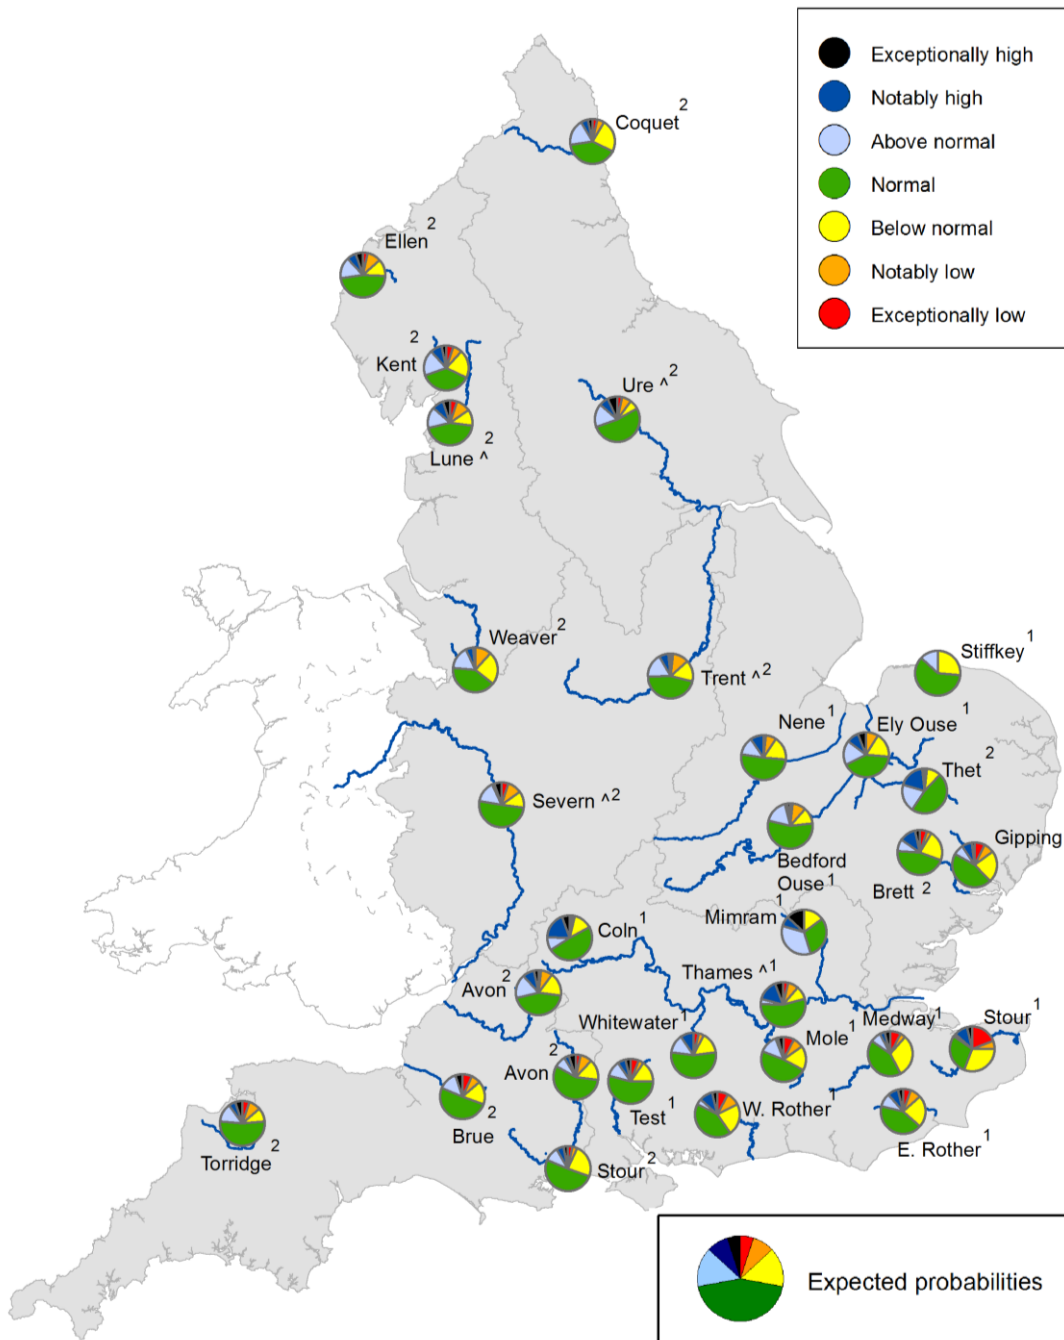 Exceptionally high
Notably high
Above normal
Normal
Below normal
Notably low
Exceptionally low
Coquet 2
Ellen 2
Kent 2
Ure ^ 2
Lune ^ 2
Weaver 2
Trent ^ 2
Stiffkey 1
Nene 1
Ely Ouse 1
Thet 2
Severn ^ 2
Gipping
Bedford
Ouse 1
Brett 2
Mimram 1
Coln 1
Avon 2
Thames ^ 1
Whitewater 1
Mole 1
Medway 1
Stour 1
Avon 2
Test 1
W. Rother 1
E. Rother 1
Brue 2
Torridge 2
Stour 2
Expected probabilities